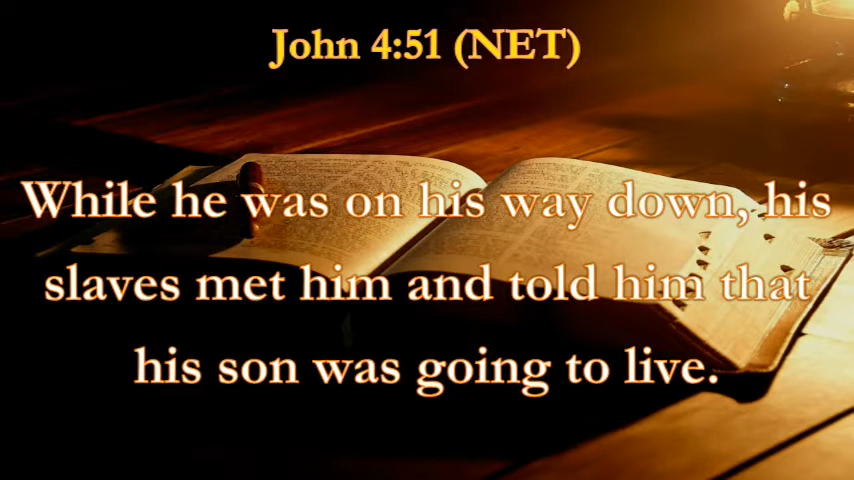 John 4:51 (NET)
While he was on his way down, his
slaves met him and told him that
his son was going to live.